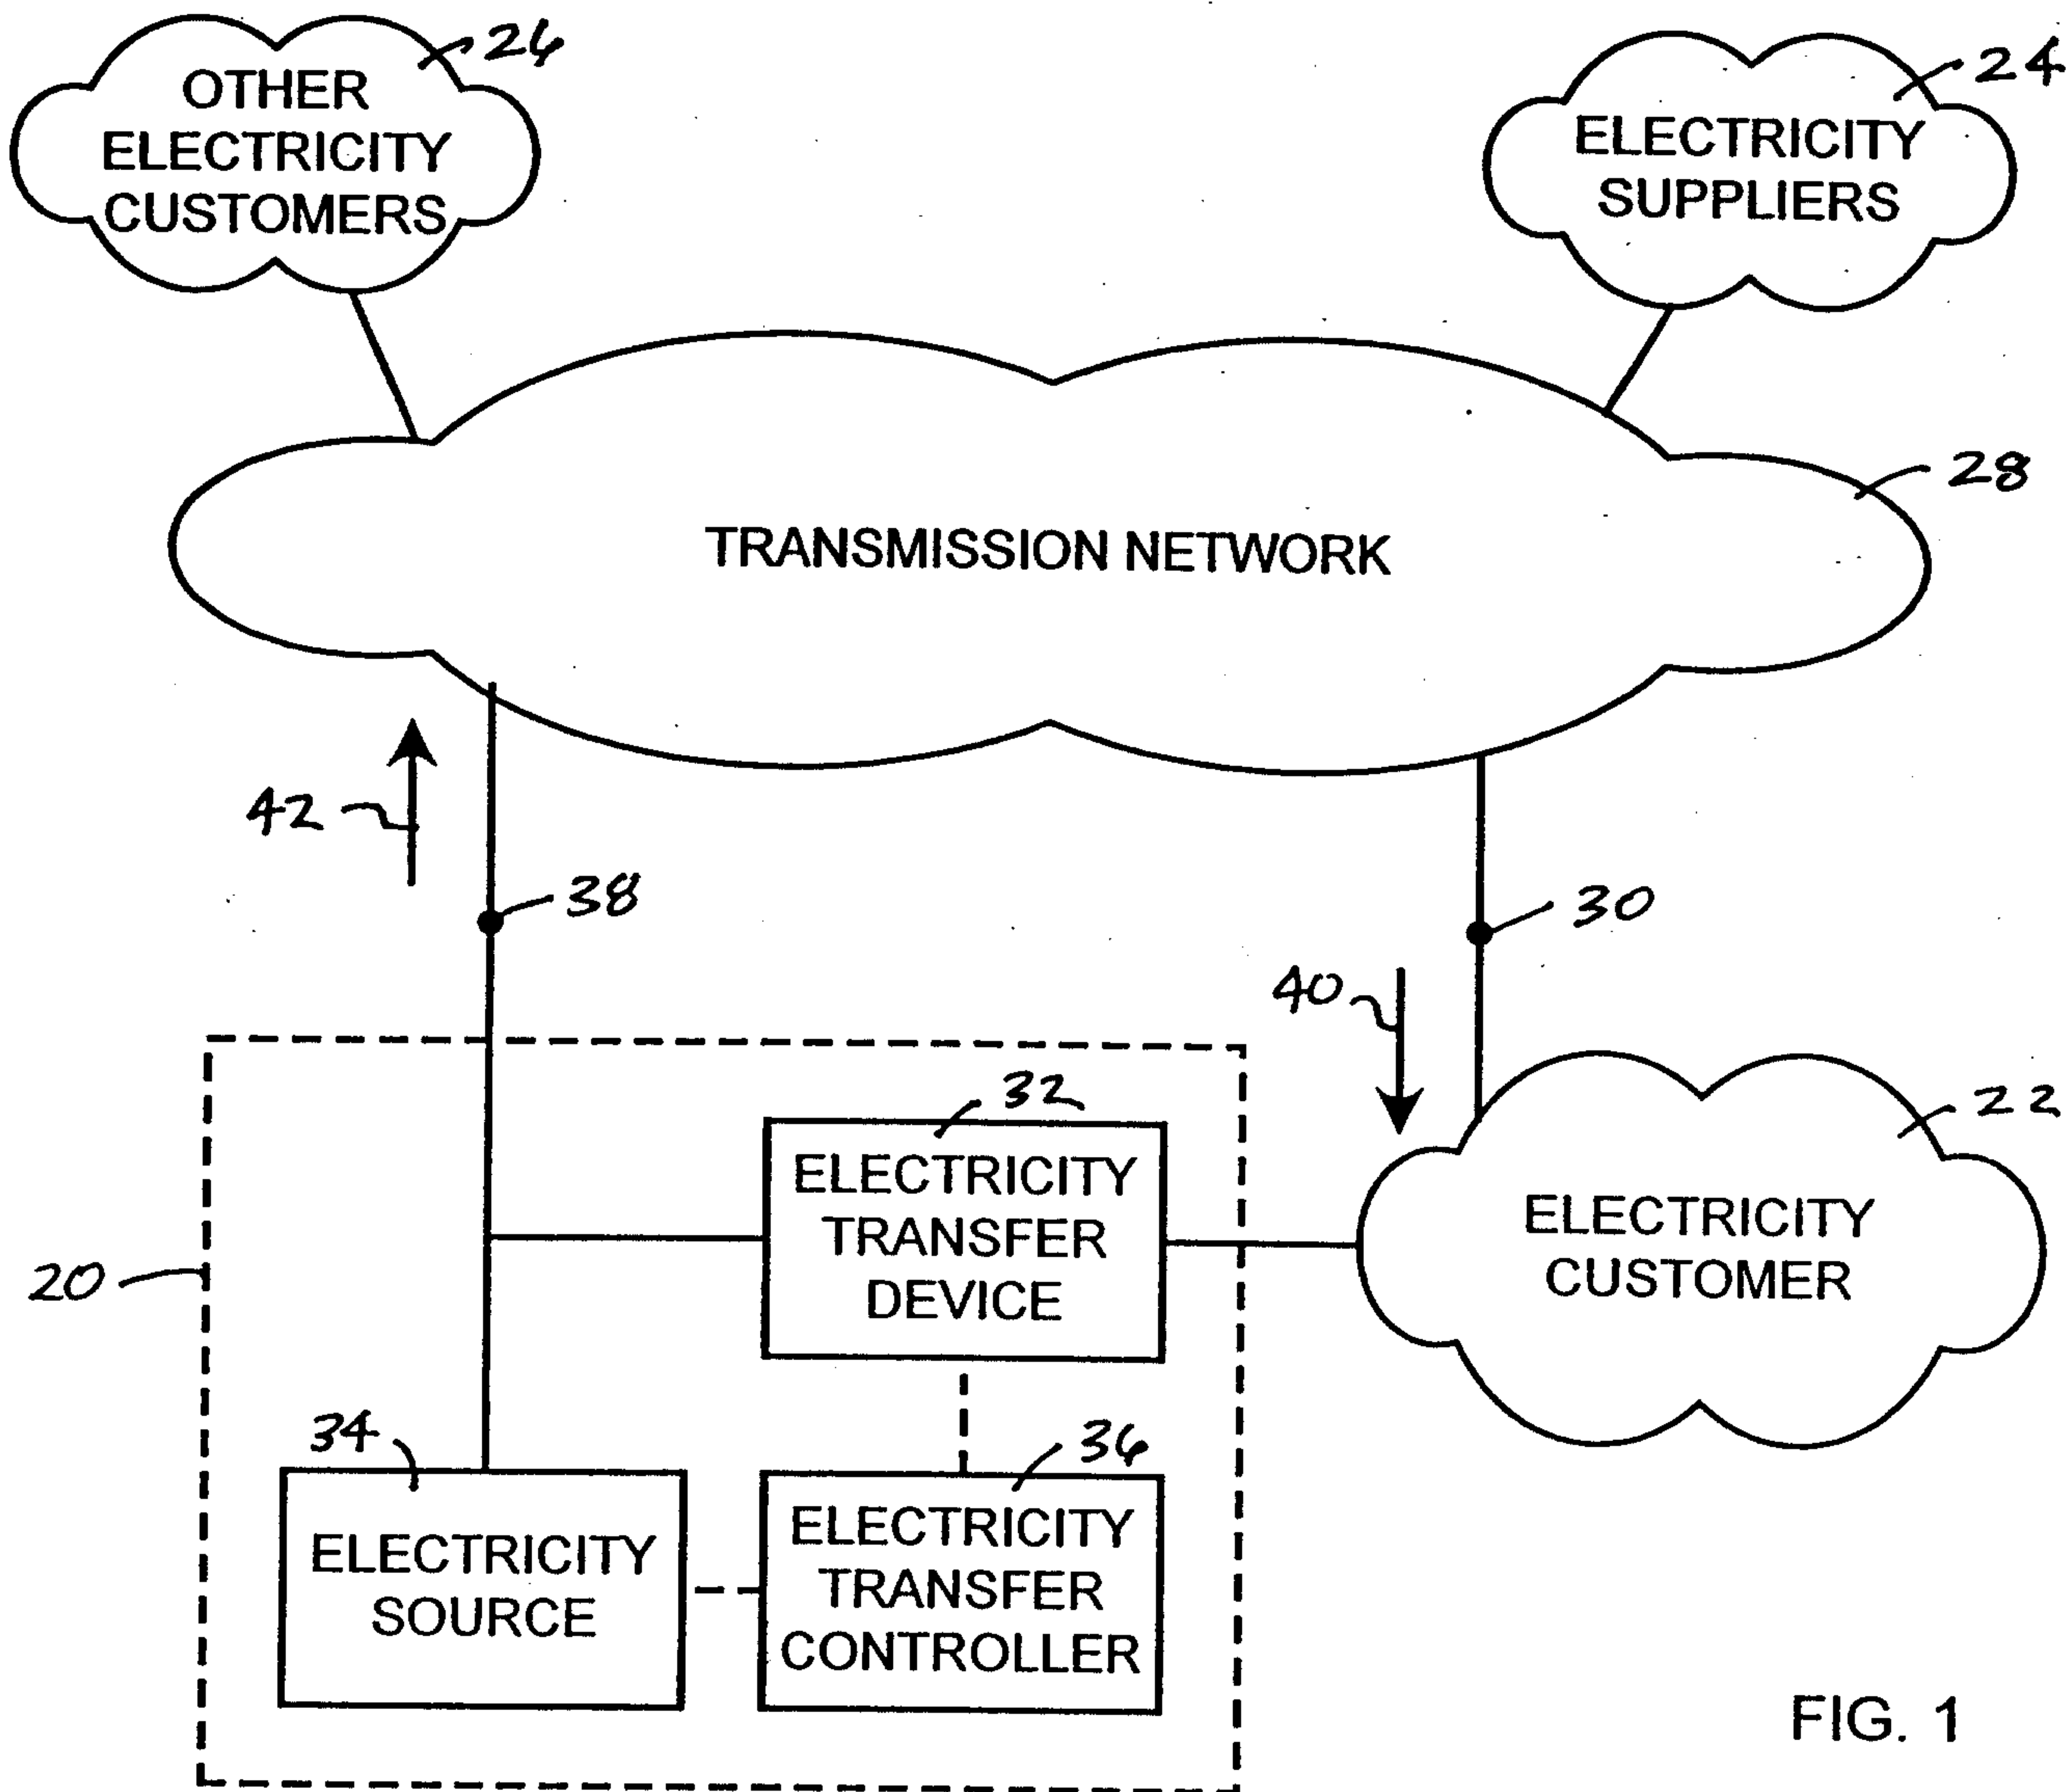 24
OTHER
ELECTRICITY
CUSTOMERS
24
ELECTRICITY
SUPPLIERS
28
TRANSMISSION NETWORK
42
38
30
40
20
32
ELECTRICITY
TRANSFER
DEVICE
22
ELECTRICITY
CUSTOMER
34
ELECTRICITY
SOURCE
36
ELECTRICITY
TRANSFER
CONTROLLER
FIG. 1